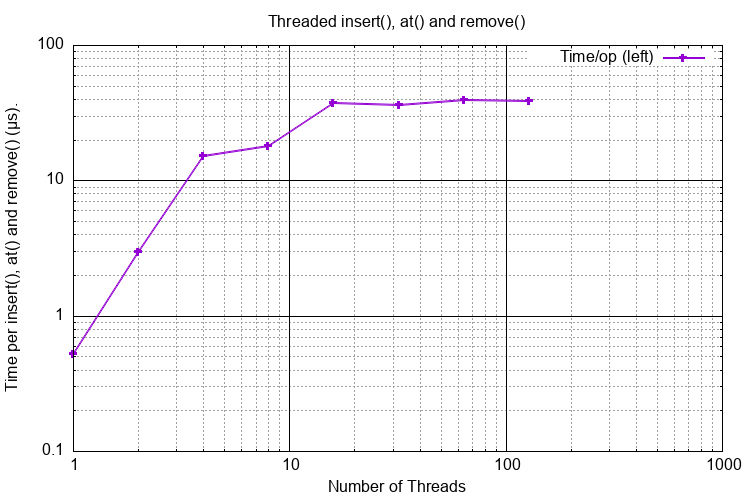 Threaded insert(), at() and remove()
Time/op (left)
Time per insert(), at() and remove() (µs).
100
10
1
0.1
1
10
100
1000
Number of Threads